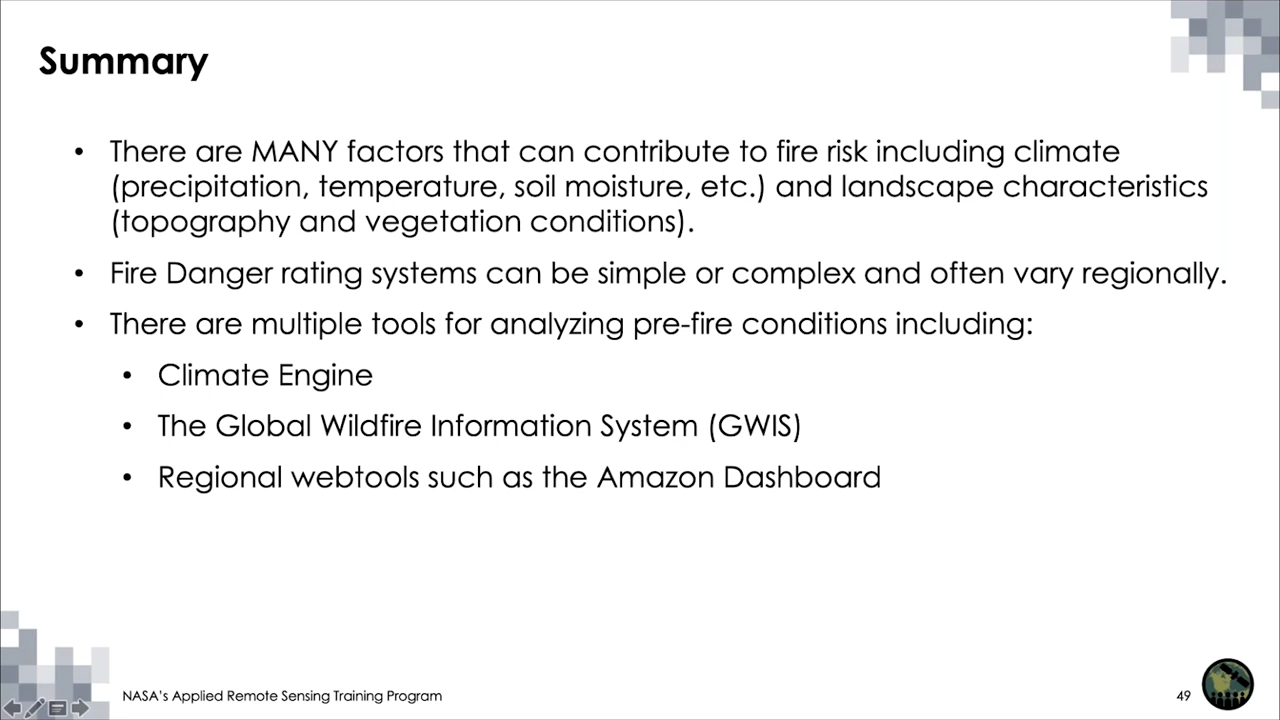 Summary
• There are MANY factors that can contribute to fire risk including climate
(precipitation, temperature, soil moisture, etc.) and landscape characteristics
(topography and vegetation conditions).
• Fire Danger rating systems can be simple or complex and often vary regionally.
• There are multiple tools for analyzing pre-fire conditions including:
• Climate Engine
• The Global Wildfire Information System (GWIS)
• Regional webtools such as the Amazon Dashboard
NASA's Applied Remote Sensing Training Program
49